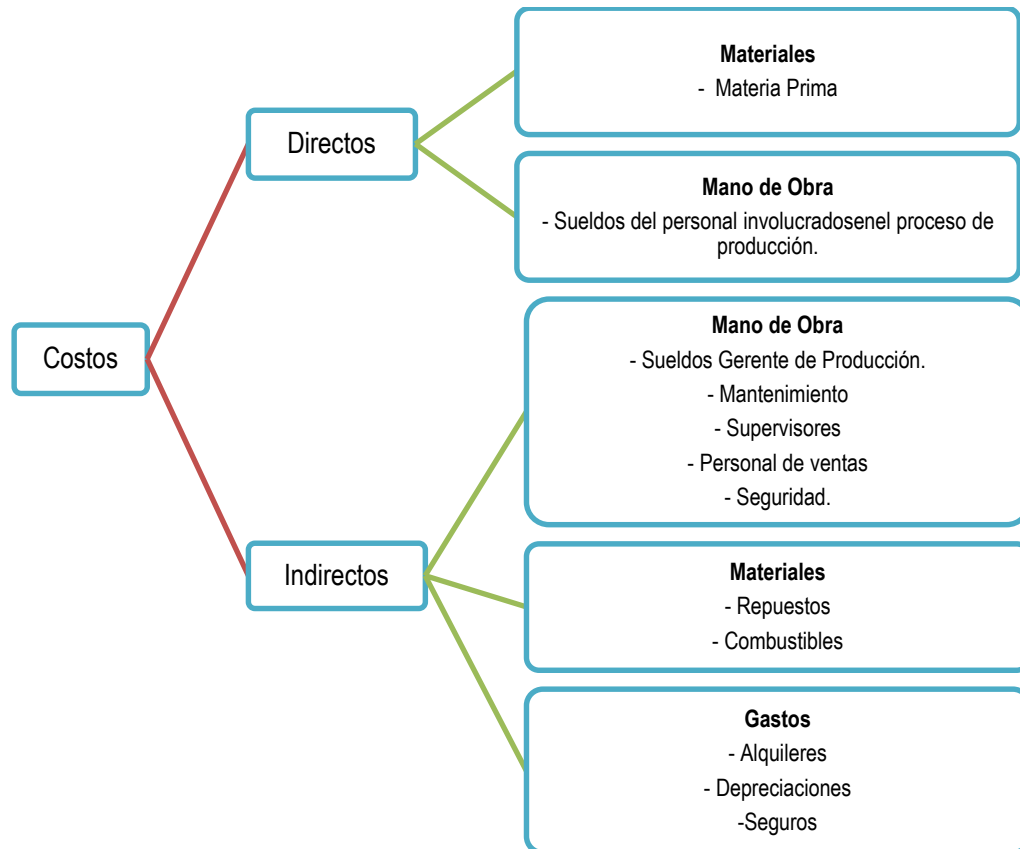 Costos
Directos
Materiales
- Materia Prima
Mano de Obra
- Sueldos del personal involucradosenel proceso de
producción.
Indirectos
Mano de Obra
- Sueldos Gerente de Producción.
- Mantenimiento
- Supervisores
- Personal de ventas
- Seguridad.
Materiales
- Repuestos
- Combustibles
Gastos
- Alquileres
- Depreciaciones
-Seguros